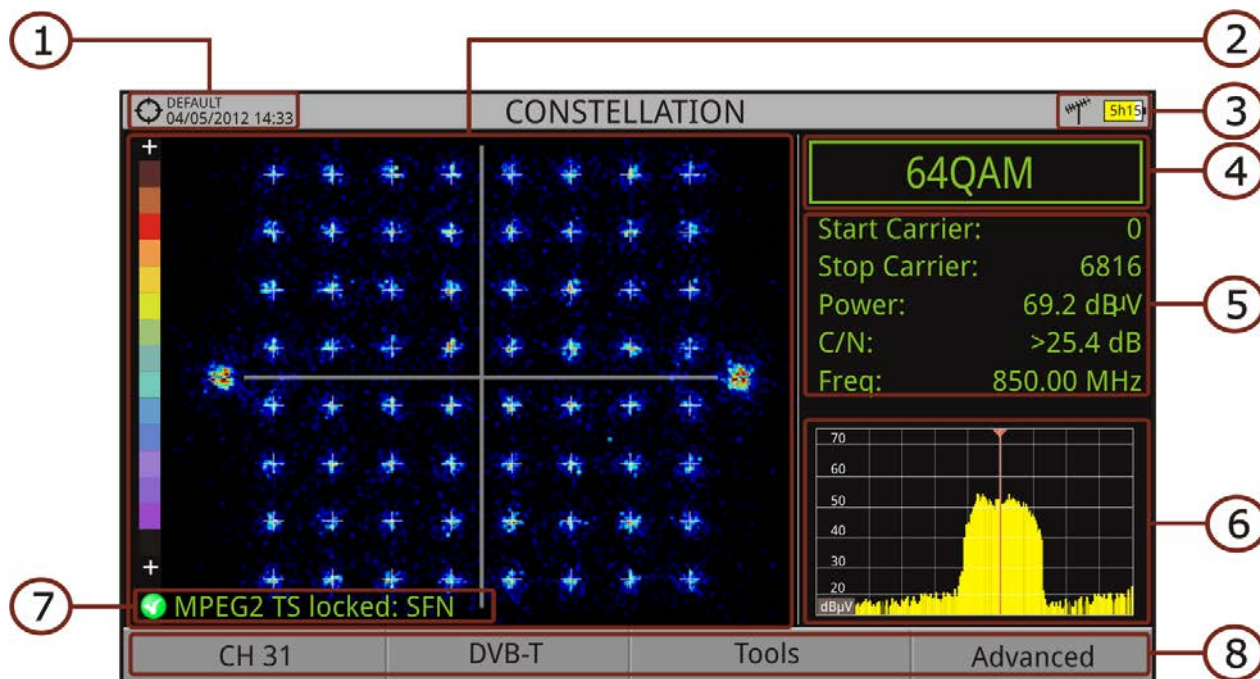 1
2
DEFAULT
04/05/2012 14:33
CONSTELLATION
5h15
3
+
64QAM
4
Start Carrier: 0
Stop Carrier: 6816
Power: 69.2 dBµV
C/N: >25.4 dB
Freq: 850.00 MHz
5
70
60
50
40
30
20
dBµV
6
+
7
MPEG2 TS locked: SFN
CH 31
DVB-T
Tools
Advanced
8